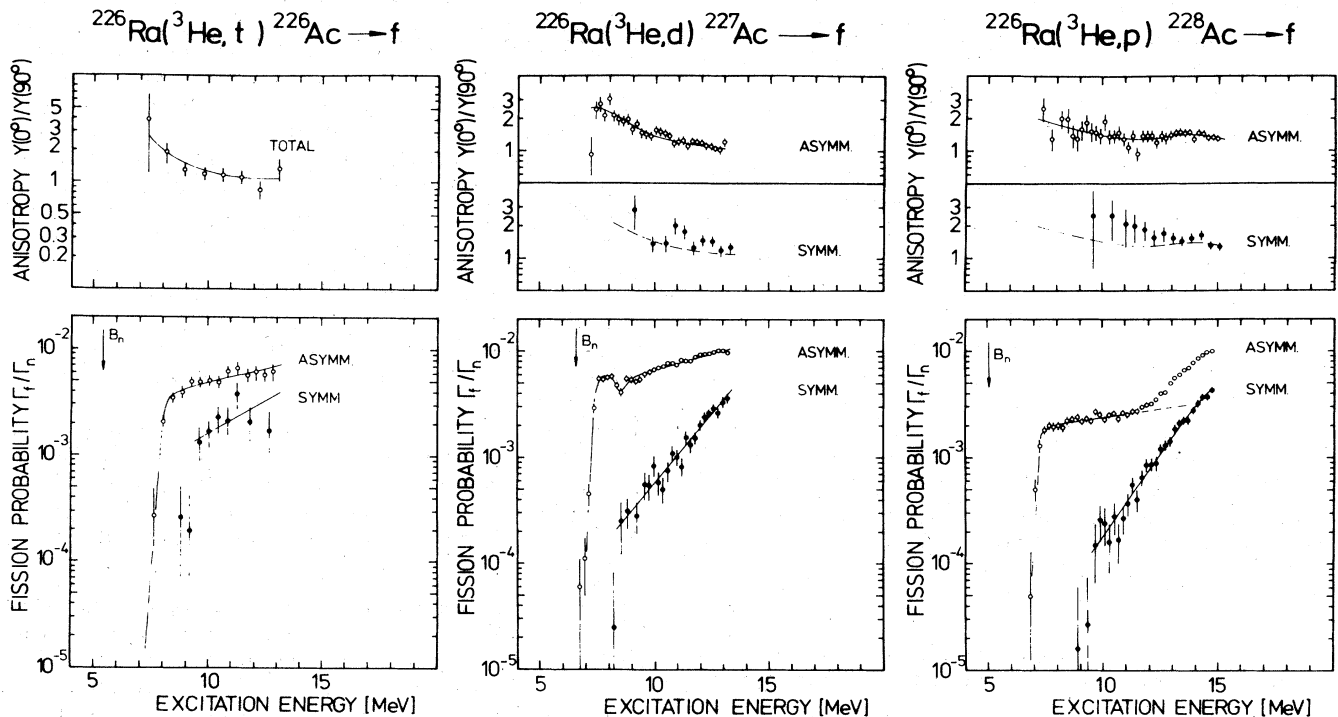 ²²⁶Ra(³He, t) ²²⁶Ac → f
ANISOTROPY Y(0°)/Y(90°)
5
3
2
1
0.5
0.3
0.2
TOTAL
FISSION PROBABILITY Γf/Γn
10⁻²
10⁻³
10⁻⁴
10⁻⁵
Bn
ASYMM.
SYMM
5
10
15
EXCITATION ENERGY [MeV]
²²⁶Ra(³He,d) ²²⁷Ac → f
ANISOTROPY Y(0°)/Y(90°)
3
2
1
ASYMM.
3
2
1
SYMM.
FISSION PROBABILITY Γf/Γn
10⁻²
10⁻³
10⁻⁴
10⁻⁵
Bn
ASYMM.
SYMM.
5
10
15
EXCITATION ENERGY [MeV]
²²⁶Ra(³He,p) ²²⁸Ac → f
ANISOTROPY Y(0°)/Y(90°)
3
2
1
ASYMM.
3
2
1
SYMM.
FISSION PROBABILITY Γf/Γn
10⁻²
10⁻³
10⁻⁴
10⁻⁵
Bn
ASYMM.
SYMM.
5
10
15
EXCITATION ENERGY [MeV]